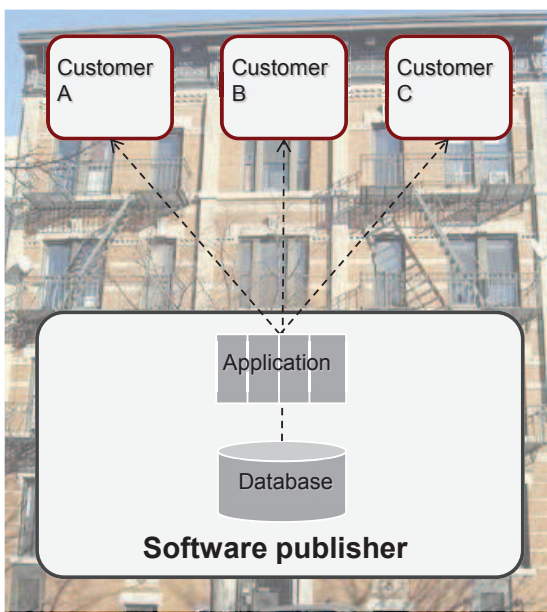 Customer
A
Customer
B
Customer
C
Application
Database
Software publisher